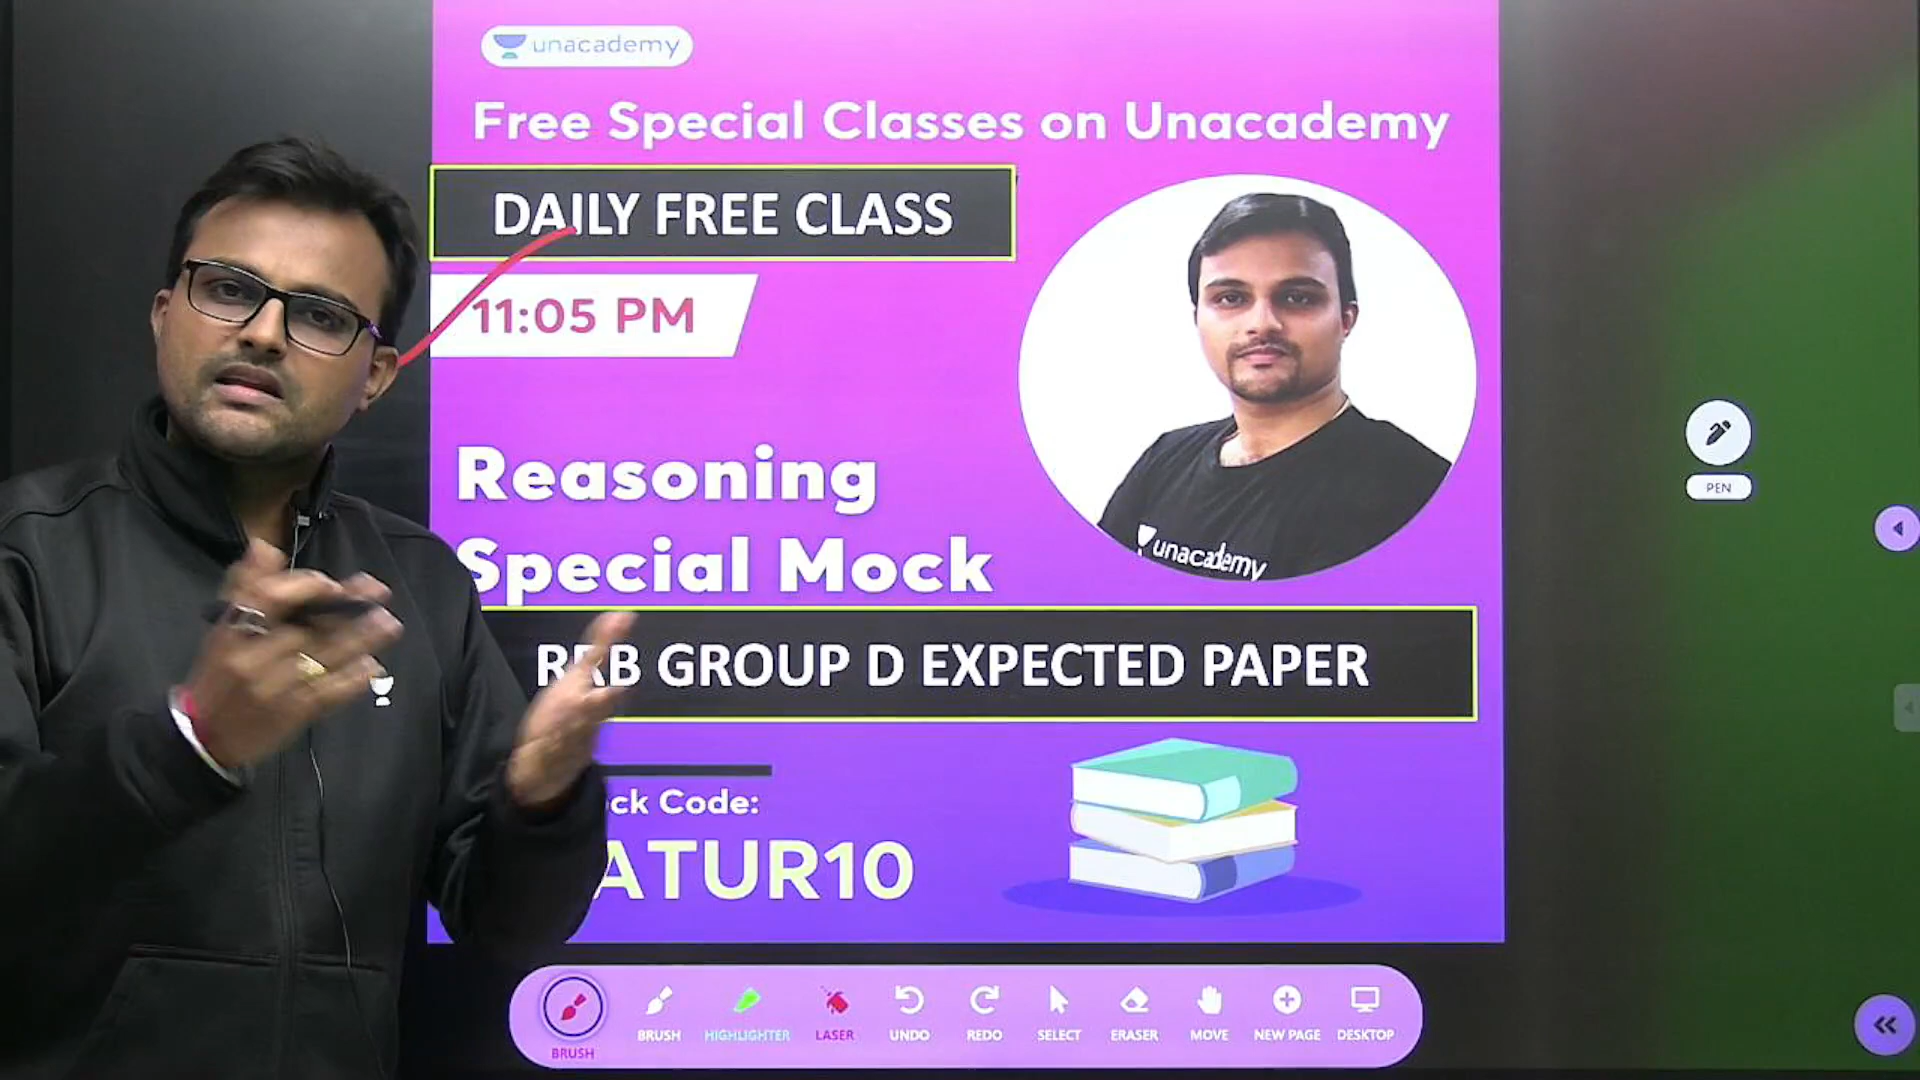 unacademy
Free Special Classes on Unacademy
DAILY FREE CLASS
11:05 PM
unacademy
Reasoning
Special Mock
RRB GROUP D EXPECTED PAPER
Code:
ATUR10
PEN
BRUSH
BRUSH
HIGHLIGHTER
LASER
UNDO
REDO
SELECT
ERASER
MOVE
NEW PAGE
DESKTOP